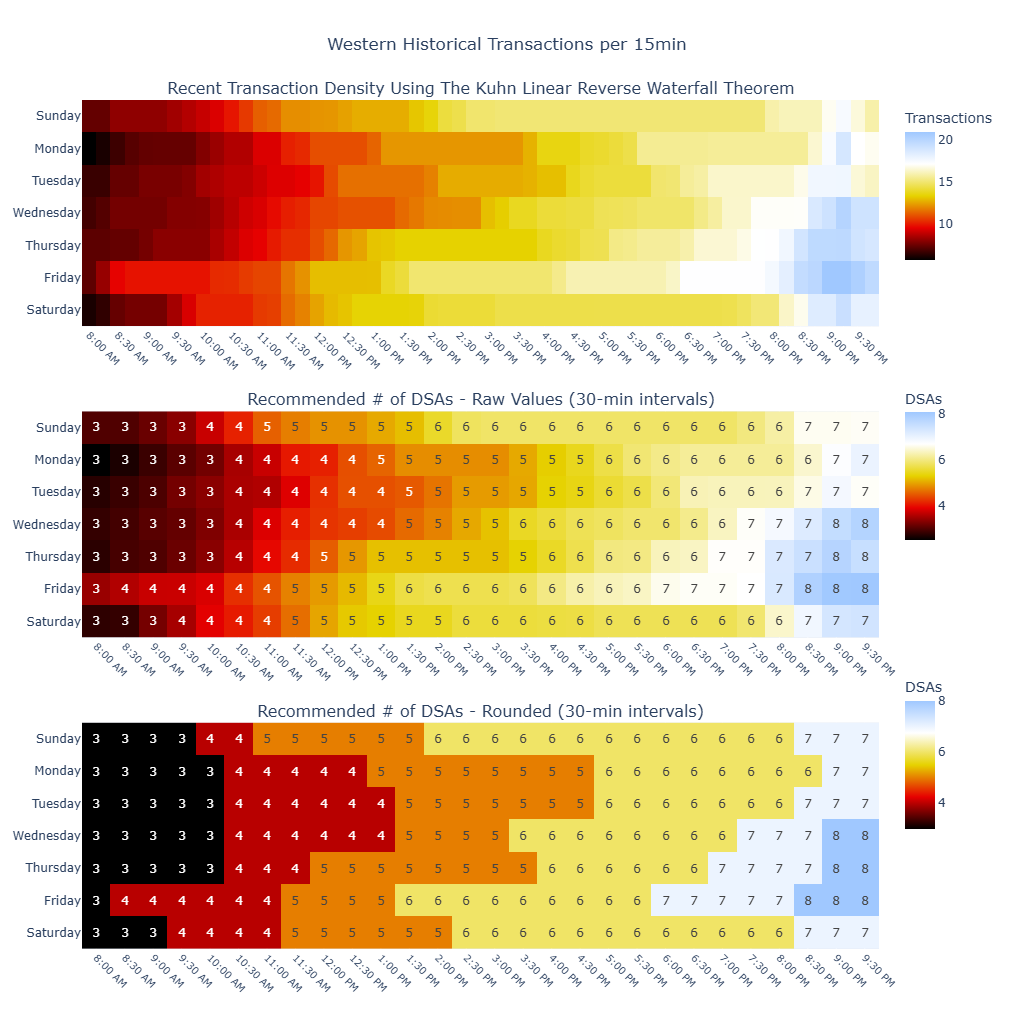 Western Historical Transactions per 15min
Recent Transaction Density Using The Kuhn Linear Reverse Waterfall Theorem
Sunday
Monday
Tuesday
Wednesday
Thursday
Friday
Saturday
8:00 AM 8:30 AM 9:00 AM 9:30 AM 10:00 AM 10:30 AM 11:00 AM 11:30 AM 12:00 PM 12:30 PM 1:00 PM 1:30 PM 2:00 PM 2:30 PM 3:00 PM 3:30 PM 4:00 PM 4:30 PM 5:00 PM 5:30 PM 6:00 PM 6:30 PM 7:00 PM 7:30 PM 8:00 PM 8:30 PM 9:00 PM 9:30 PM
Transactions
20
15
10
Recommended # of DSAs - Raw Values (30-min intervals)
Sunday 3 3 3 3 4 4 5 5 5 5 5 5 6 6 6 6 6 6 6 6 6 6 6 6 6 7 7 7
Monday 3 3 3 3 3 4 4 4 4 4 5 5 5 5 5 5 5 5 6 6 6 6 6 6 6 6 7 7
Tuesday 3 3 3 3 3 4 4 4 4 4 4 5 5 5 5 5 5 5 6 6 6 6 6 6 6 7 7 7
Wednesday 3 3 3 3 3 4 4 4 4 4 4 5 5 5 5 6 6 6 6 6 6 6 6 7 7 7 8 8
Thursday 3 3 3 3 3 4 4 4 5 5 5 5 5 5 5 5 6 6 6 6 6 6 7 7 7 7 8 8
Friday 3 4 4 4 4 4 4 5 5 5 5 6 6 6 6 6 6 6 6 6 7 7 7 7 7 8 8 8
Saturday 3 3 3 4 4 4 4 5 5 5 5 5 5 6 6 6 6 6 6 6 6 6 6 6 6 7 7 7
8:00 AM 8:30 AM 9:00 AM 9:30 AM 10:00 AM 10:30 AM 11:00 AM 11:30 AM 12:00 PM 12:30 PM 1:00 PM 1:30 PM 2:00 PM 2:30 PM 3:00 PM 3:30 PM 4:00 PM 4:30 PM 5:00 PM 5:30 PM 6:00 PM 6:30 PM 7:00 PM 7:30 PM 8:00 PM 8:30 PM 9:00 PM 9:30 PM
DSAs
8
6
4
Recommended # of DSAs - Rounded (30-min intervals)
Sunday 3 3 3 3 4 4 5 5 5 5 5 5 6 6 6 6 6 6 6 6 6 6 6 6 6 7 7 7
Monday 3 3 3 3 3 4 4 4 4 4 5 5 5 5 5 5 5 5 6 6 6 6 6 6 6 6 7 7
Tuesday 3 3 3 3 3 4 4 4 4 4 4 5 5 5 5 5 5 5 6 6 6 6 6 6 6 7 7 7
Wednesday 3 3 3 3 3 4 4 4 4 4 4 5 5 5 5 6 6 6 6 6 6 6 6 7 7 7 8 8
Thursday 3 3 3 3 3 4 4 4 5 5 5 5 5 5 5 5 6 6 6 6 6 6 7 7 7 7 8 8
Friday 3 4 4 4 4 4 4 5 5 5 5 6 6 6 6 6 6 6 6 6 7 7 7 7 7 8 8 8
Saturday 3 3 3 4 4 4 4 5 5 5 5 5 5 6 6 6 6 6 6 6 6 6 6 6 6 7 7 7
8:00 AM 8:30 AM 9:00 AM 9:30 AM 10:00 AM 10:30 AM 11:00 AM 11:30 AM 12:00 PM 12:30 PM 1:00 PM 1:30 PM 2:00 PM 2:30 PM 3:00 PM 3:30 PM 4:00 PM 4:30 PM 5:00 PM 5:30 PM 6:00 PM 6:30 PM 7:00 PM 7:30 PM 8:00 PM 8:30 PM 9:00 PM 9:30 PM
DSAs
8
6
4